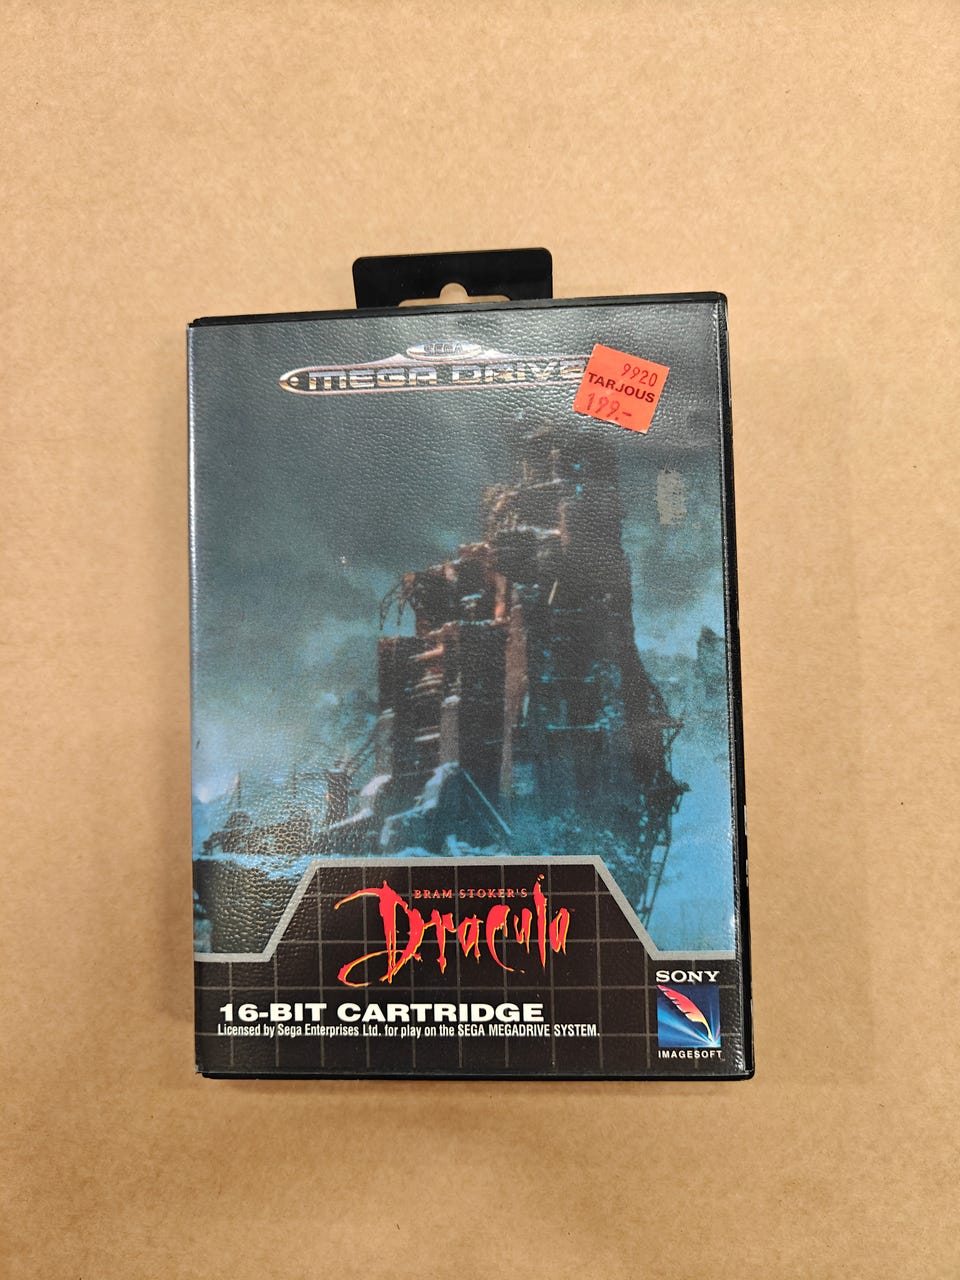 SEGA
MEGA DRIVE
9920
TARJOUS
199.-
BRAM STOKER'S
Dracula
SONY
16-BIT CARTRIDGE
Licensed by Sega Enterprises Ltd. for play on the SEGA MEGADRIVE SYSTEM.
IMAGESOFT